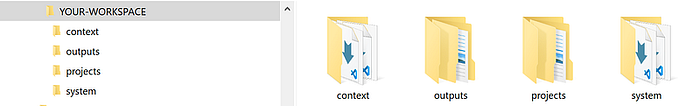 YOUR-WORKSPACE
context
outputs
projects
system
context
outputs
projects
system